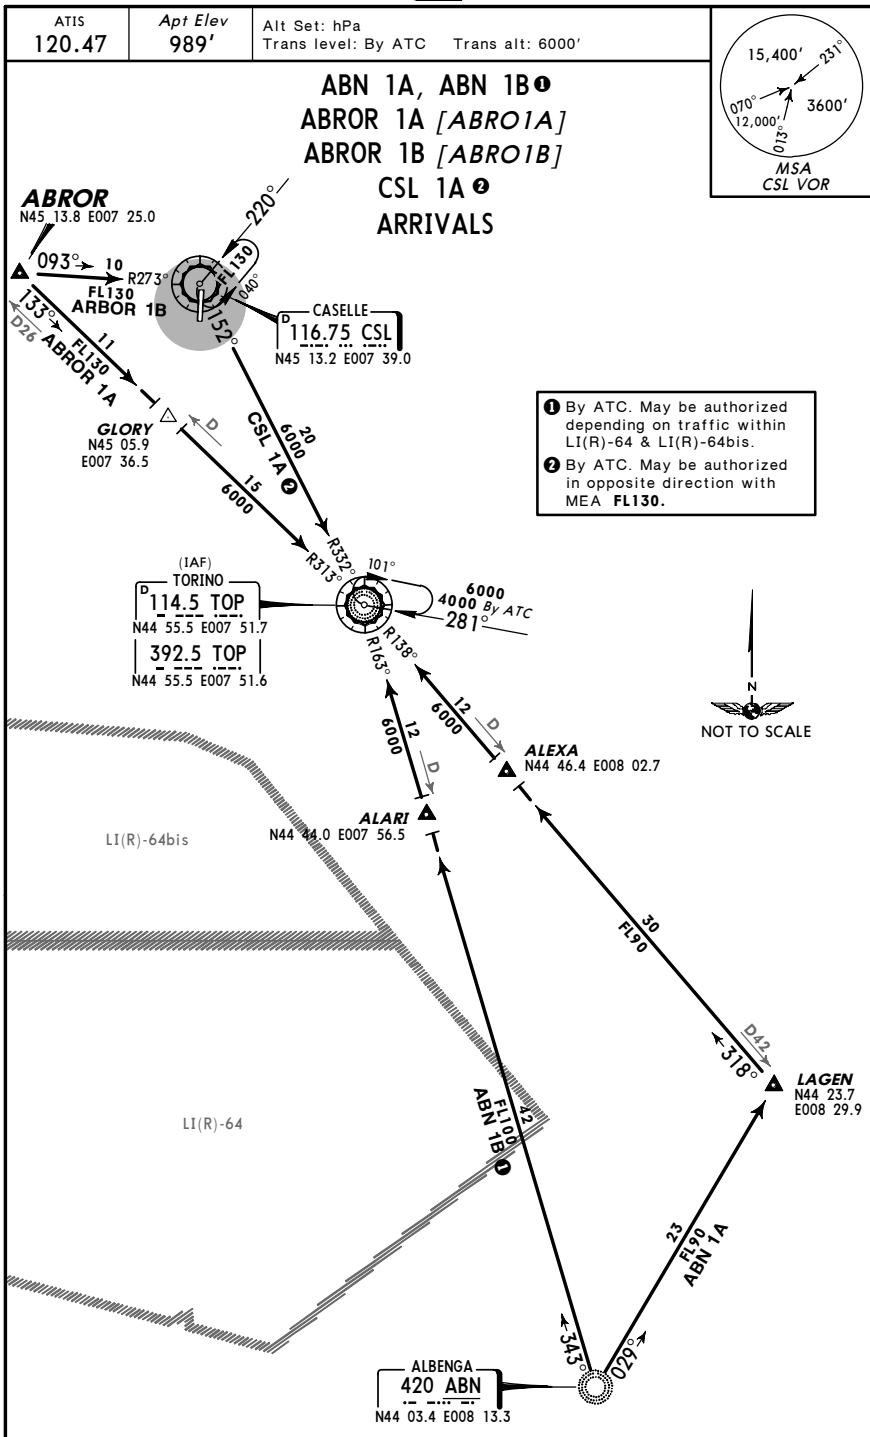 ATIS
120.47
Apt Elev
989'
Alt Set: hPa
Trans level: By ATC Trans alt: 6000'
15,400'
231°
070°
12,000'
3600'
013°
MSA
CSL VOR
ABN 1A, ABN 1B ❶
ABROR 1A [ABRO1A]
ABROR 1B [ABRO1B]
CSL 1A ❷
ARRIVALS
ABROR
N45 13.8 E007 25.0
093°
10
R273°
FL130
ARBOR 1B
220°
FL130
040°
152°
D
CASELLE
116.75 CSL
N45 13.2 E007 39.0
133°
11
FL130
ABROR 1A
D26
GLORY
N45 05.9
E007 36.5
D
15
6000
20
6000
CSL 1A ❷
❶ By ATC. May be authorized
depending on traffic within
LI(R)-64 & LI(R)-64bis.
❷ By ATC. May be authorized
in opposite direction with
MEA FL130.
R313°
R332°
101°
6000
4000 By ATC
281°
(IAF)
TORINO
D
114.5 TOP
N44 55.5 E007 51.7
392.5 TOP
N44 55.5 E007 51.6
R163°
R138°
12
6000
D
12
6000
D
N
NOT TO SCALE
ALEXA
N44 46.4 E008 02.7
ALARI
N44 44.0 E007 56.5
LI(R)-64bis
30
FL90
D42
318°
LAGEN
N44 23.7
E008 29.9
LI(R)-64
42
FL100
ABN 1B ❶
23
FL90
ABN 1A
343°
029°
ALBENGA
420 ABN
N44 03.4 E008 13.3